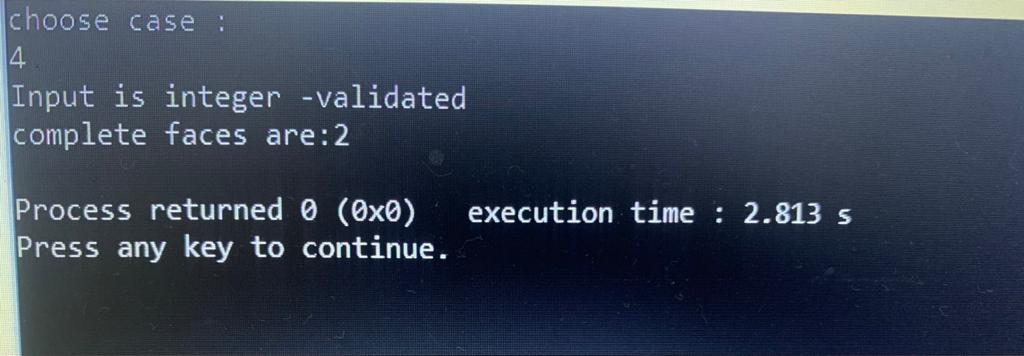 choose case :
4
Input is integer -validated
complete faces are:2
Process returned 0 (0x0)   execution time : 2.813 s
Press any key to continue.